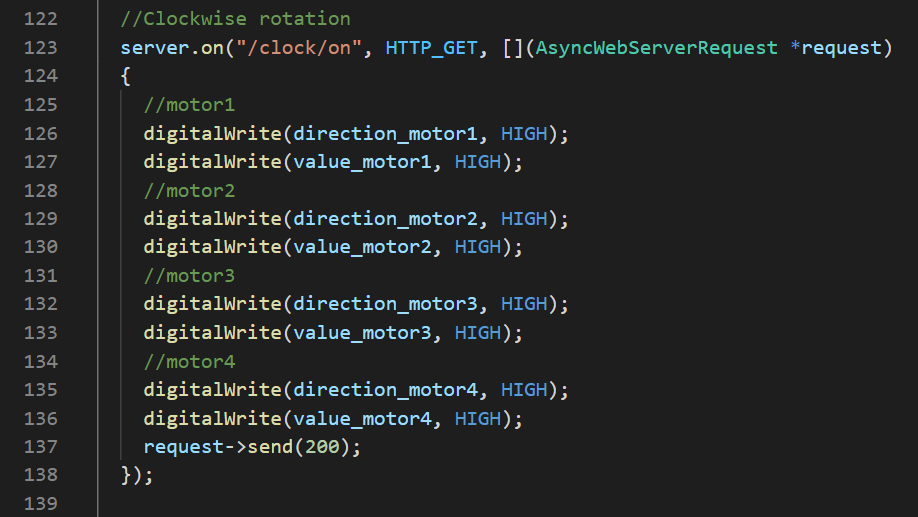 122 //Clockwise rotation
123 server.on("/clock/on", HTTP_GET, [](AsyncWebServerRequest *request)
124 {
125 //motor1
126 digitalWrite(direction_motor1, HIGH);
127 digitalWrite(value_motor1, HIGH);
128 //motor2
129 digitalWrite(direction_motor2, HIGH);
130 digitalWrite(value_motor2, HIGH);
131 //motor3
132 digitalWrite(direction_motor3, HIGH);
133 digitalWrite(value_motor3, HIGH);
134 //motor4
135 digitalWrite(direction_motor4, HIGH);
136 digitalWrite(value_motor4, HIGH);
137 request->send(200);
138 });
139